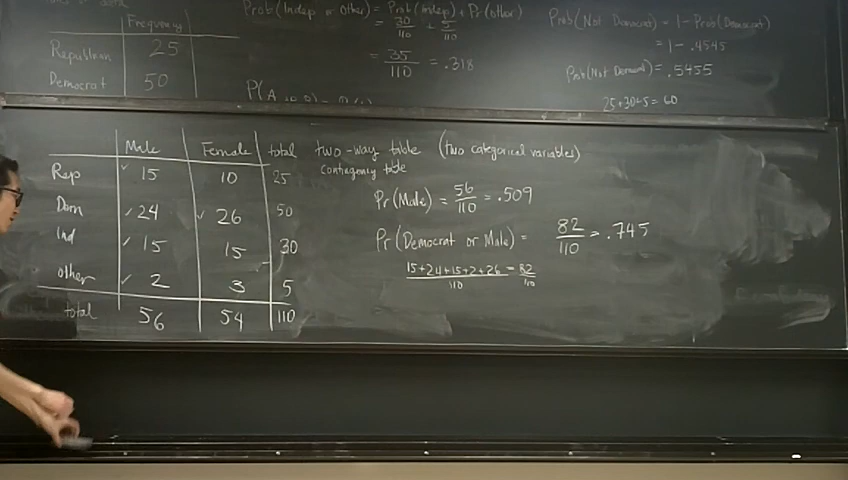 Frequency
Republican 25
Democrat 50
Prob(Indep or Other) = Prob(indep) + Pr(other)
= 30/110 + 5/110
= 35/110 = .318
Prob(Not Democrat) = 1 - Prob(Democrat)
= 1 - .4545
Prob(Not Democrat) = .5455
25+30+5 = 60
Male Female total
Rep 15 10 25
Dem 24 26 50
Ind 15 15 30
other 2 3 5
total 56 54 110
two-way table (two categorical variables)
contingency table
Pr(Male) = 56/110 = .509
Pr(Democrat or Male) = 82/110 = .745
15+24+15+2+26/110 = 82/110